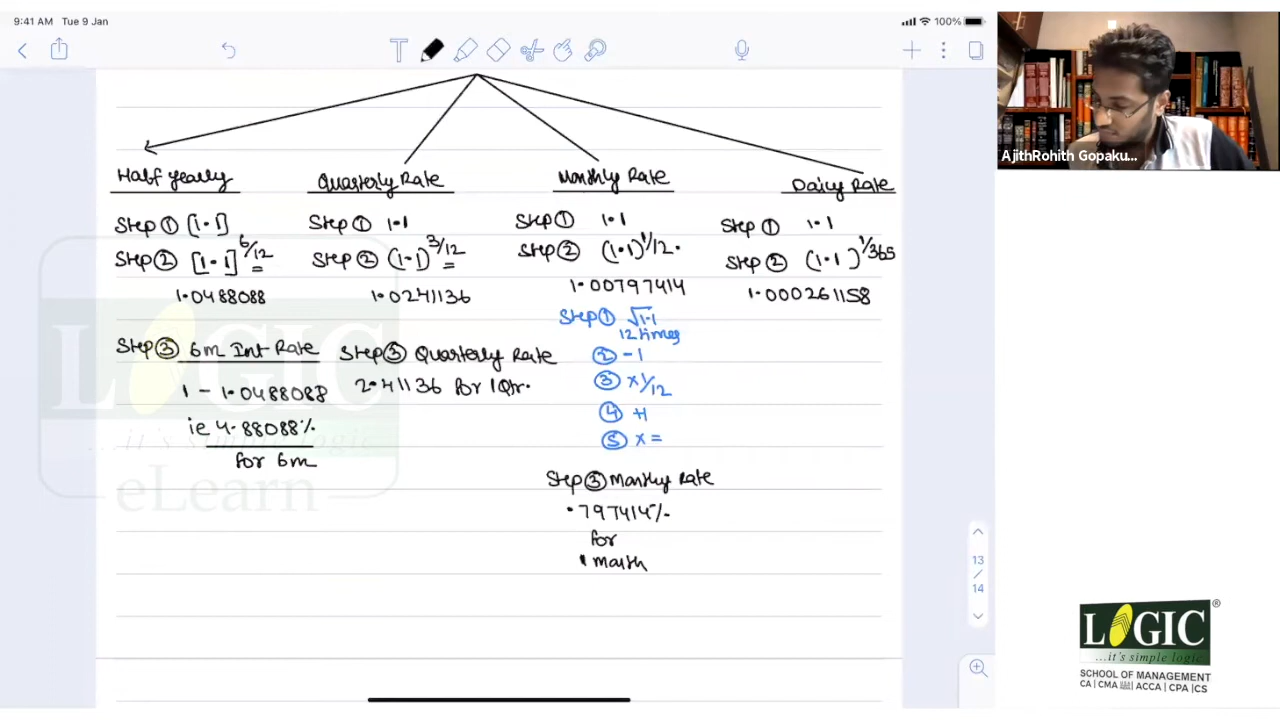 9:41 AM Tue 9 Jan
100%
Half yearly
Step ① [1.1]
Step ② [1.1]^6/12 =
1.0488088
Step ③ 6m Int Rate
1 - 1.0488088
ie 4.88088%
for 6m
Quarterly Rate
Step ① 1.1
Step ② (1.1)^3/12 =
1.0241136
Step ③ Quarterly Rate
2.41136 for 1 Qtr.
Monthly Rate
Step ① 1.1
Step ② (1.1)^1/12.
1.00797414
Step ① √1.1
12 times
② - 1
③ x 1/12
④ +1
⑤ x =
Step ③ Monthly Rate
.797414%
for
1 month
Daily Rate
Step ① 1.1
Step ② (1.1)^1/365
1.000261158
LOGIC
...it's simple logic
eLearn
AjithRohith Gopaku...
13
/
14
LOGIC®
...it's simple logic
SCHOOL OF MANAGEMENT
CA | CMA | ACCA | CPA |CS